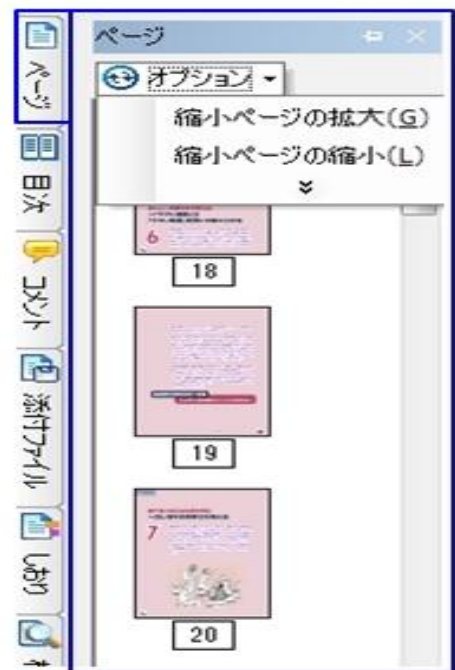 ページ
目次
コメント
添付ファイル
しおり
ページ
オプション
縮小ページの拡大(G)
縮小ページの縮小(L)
6
18
19
7
20